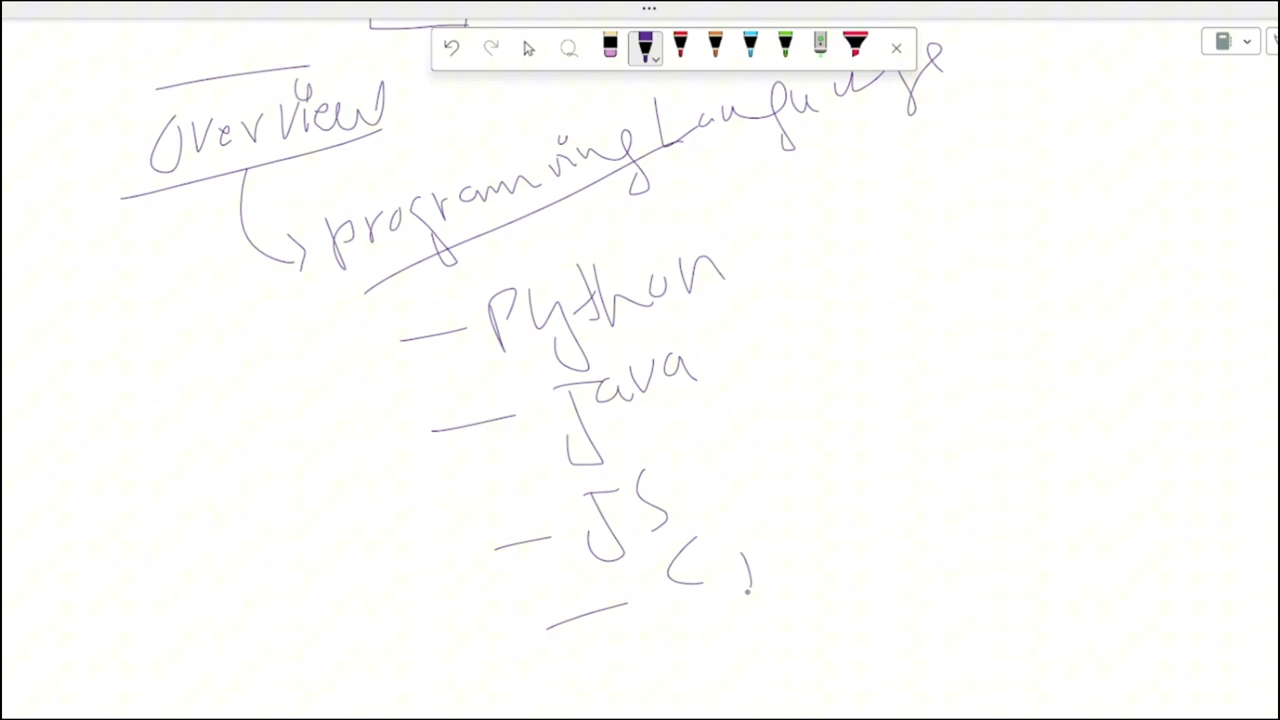 Overview
programming Language
- Python
- Java
- JS
- C